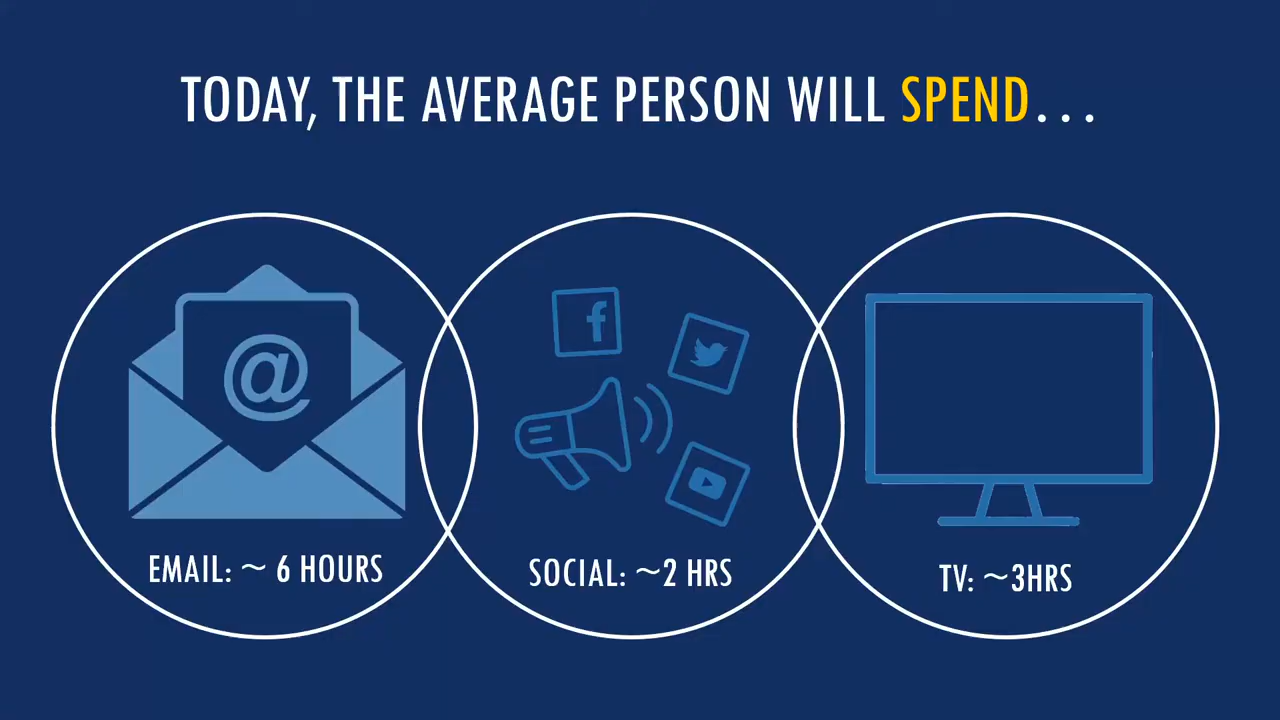 TODAY, THE AVERAGE PERSON WILL SPEND...
@
f
EMAIL: ~ 6 HOURS
SOCIAL: ~2 HRS
TV: ~3HRS